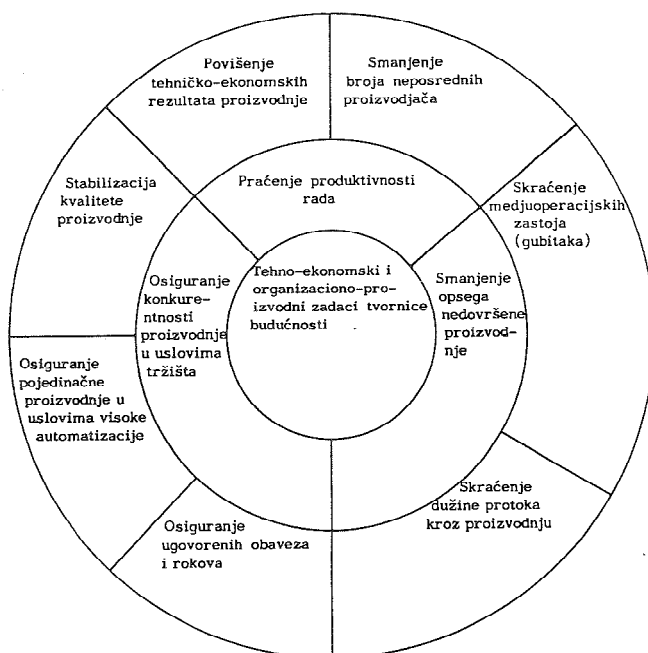 Povišenje
tehničko-ekonomskih
rezultata proizvodnje
Smanjenje
broja neposrednih
proizvodjača
Stabilizacija
kvalitete
proizvodnje
Praćenje produktivnosti
rada
Skraćenje
medjuoperacijskih
zastoja
(gubitaka)
Osiguranje
konkure-
ntnosti
proizvodnje
u uslovima
tržišta
Tehno-ekonomski i
organizaciono-pro-
izvodni zadaci tvornice
budućnosti
Smanjenje
opsega
nedovršene
proizvod-
nje
Osiguranje
pojedinačne
proizvodnje u
uslovima visoke
automatizacije
Osiguranje
ugovorenih obaveza
i rokova
Skraćenje
dužine protoka
kroz proizvodnju